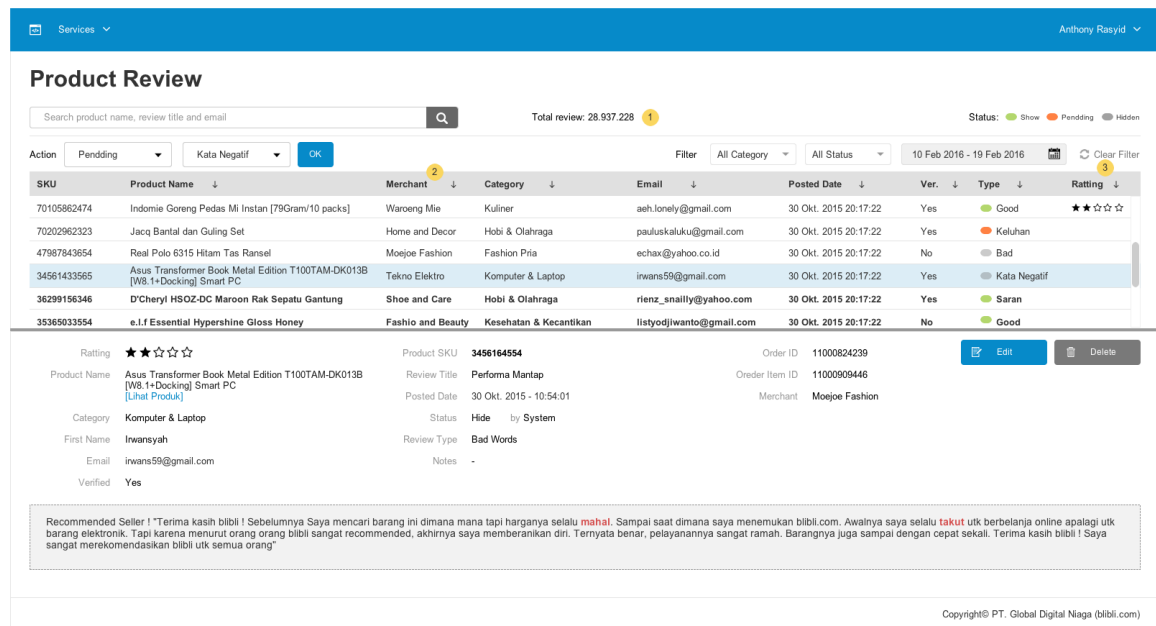 Services Anthony Rasyid
Product Review
Search product name, review title and email Total review: 28.937.228 1 Status: Show Pendding Hidden
Action Pendding Kata Negatif OK Filter All Category All Status 10 Feb 2016 - 19 Feb 2016 Clear Filter
2 3
SKU Product Name ↓ Merchant ↓ Category ↓ Email ↓ Posted Date ↓ Ver. ↓ Type ↓ Ratting ↓
70105862474 Indomie Goreng Pedas Mi Instan [79Gram/10 packs] Waroeng Mie Kuliner aeh.lonely@gmail.com 30 Okt. 2015 20:17:22 Yes Good ★★☆☆☆
70202962323 Jacq Bantal dan Guling Set Home and Decor Hobi & Olahraga pauluskaluku@gmail.com 30 Okt. 2015 20:17:22 Yes Keluhan
47987843654 Real Polo 6315 Hitam Tas Ransel Moejoe Fashion Fashion Pria echax@yahoo.co.id 30 Okt. 2015 20:17:22 No Bad
34561433565 Asus Transformer Book Metal Edition T100TAM-DK013B Tekno Elektro Komputer & Laptop irwans59@gmail.com 30 Okt. 2015 20:17:22 Yes Kata Negatif
[W8.1+Docking] Smart PC
36299156346 D'Cheryl HSOZ-DC Maroon Rak Sepatu Gantung Shoe and Care Hobi & Olahraga rienz_snailly@yahoo.com 30 Okt. 2015 20:17:22 Yes Saran
35365033554 e.l.f Essential Hypershine Gloss Honey Fashio and Beauty Kesehatan & Kecantikan listyodjiwanto@gmail.com 30 Okt. 2015 20:17:22 No Good
Ratting ★★☆☆☆ Product SKU 3456164554 Order ID 11000824239 Edit Delete
Product Name Asus Transformer Book Metal Edition T100TAM-DK013B Review Title Performa Mantap Oreder Item ID 11000909446
[W8.1+Docking] Smart PC
[Lihat Produk] Posted Date 30 Okt. 2015 - 10:54:01 Merchant Moejoe Fashion
Category Komputer & Laptop Status Hide by System
First Name Irwansyah Review Type Bad Words
Email irwans59@gmail.com Notes -
Verified Yes
Recommended Seller ! "Terima kasih blibli ! Sebelumnya Saya mencari barang ini dimana mana tapi harganya selalu mahal. Sampai saat dimana saya menemukan blibli.com. Awalnya saya selalu takut utk berbelanja online apalagi utk
barang elektronik. Tapi karena menurut orang orang blibli sangat recommended, akhirnya saya memberanikan diri. Ternyata benar, pelayanannya sangat ramah. Barangnya juga sampai dengan cepat sekali. Terima kasih blibli ! Saya
sangat merekomendasikan blibli utk semua orang"
Copyright© PT. Global Digital Niaga (blibli.com)